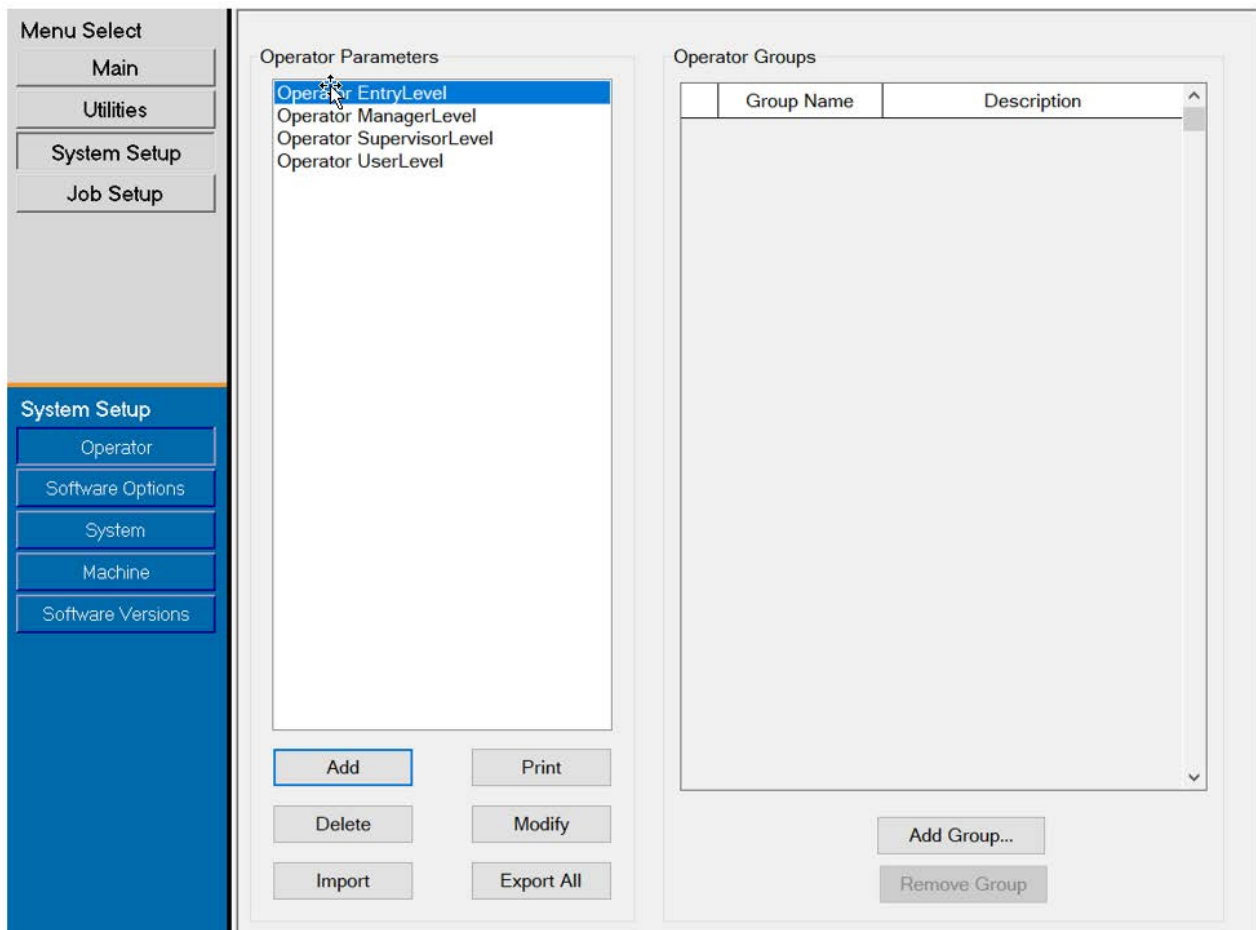 Menu Select
Main
Utilities
System Setup
Job Setup
System Setup
Operator
Software Options
System
Machine
Software Versions
Operator Parameters
Operator EntryLevel
Operator ManagerLevel
Operator SupervisorLevel
Operator UserLevel
Add
Print
Delete
Modify
Import
Export All
Operator Groups
Group Name
Description
Add Group...
Remove Group